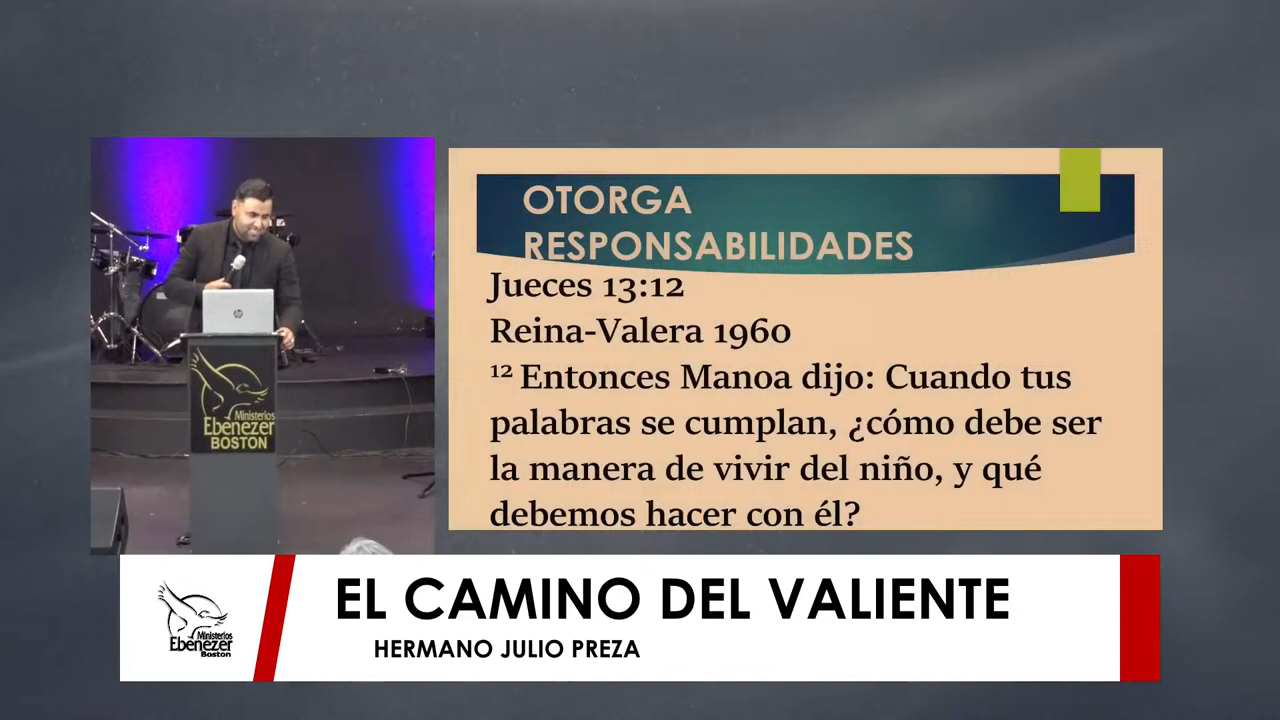 OTORGA
RESPONSABILIDADES
Jueces 13:12
Reina-Valera 1960
12 Entonces Manoa dijo: Cuando tus
palabras se cumplan, ¿cómo debe ser
la manera de vivir del niño, y qué
debemos hacer con él?
hp
Ministerios
Ebenezer
BOSTON
Ministerios
Ebenezer
Boston
EL CAMINO DEL VALIENTE
HERMANO JULIO PREZA